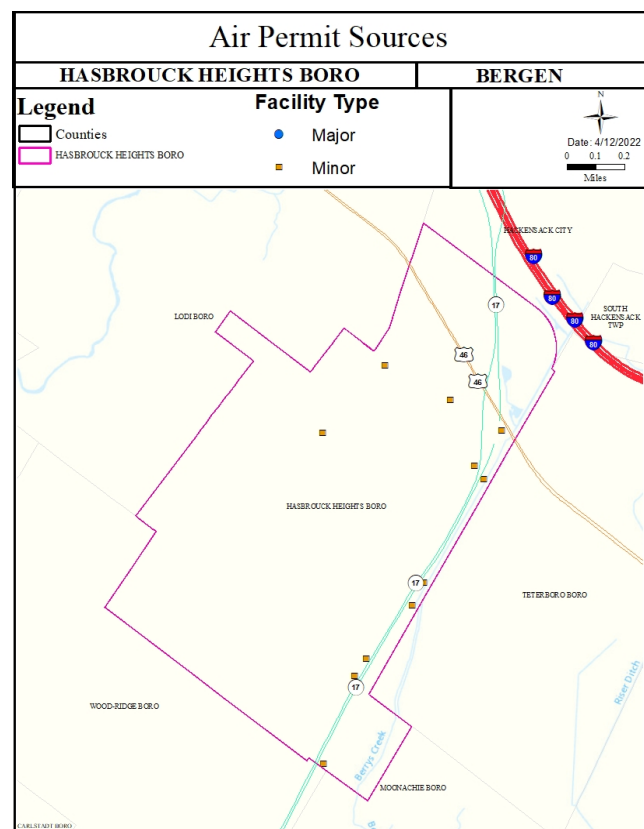 Air Permit Sources
HASBROUCK HEIGHTS BORO
BERGEN
Legend
Counties
HASBROUCK HEIGHTS BORO
Facility Type
Major
Minor
N
Date: 4/12/2022
0 0.1 0.2
Miles
HACKENSACK CITY
80
80
SOUTH
HACKENSACK
TWP
80
80
17
LODI BORO
46
46
HASBROUCK HEIGHTS BORO
17
TETERBORO BORO
17
WOOD-RIDGE BORO
Riser Ditch
Berrys Creek
MOONACHIE BORO
CARLSTADT BORO